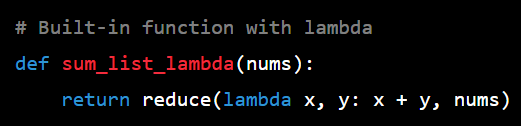 # Built-in function with lambda
def sum_list_lambda(nums):
    return reduce(lambda x, y: x + y, nums)